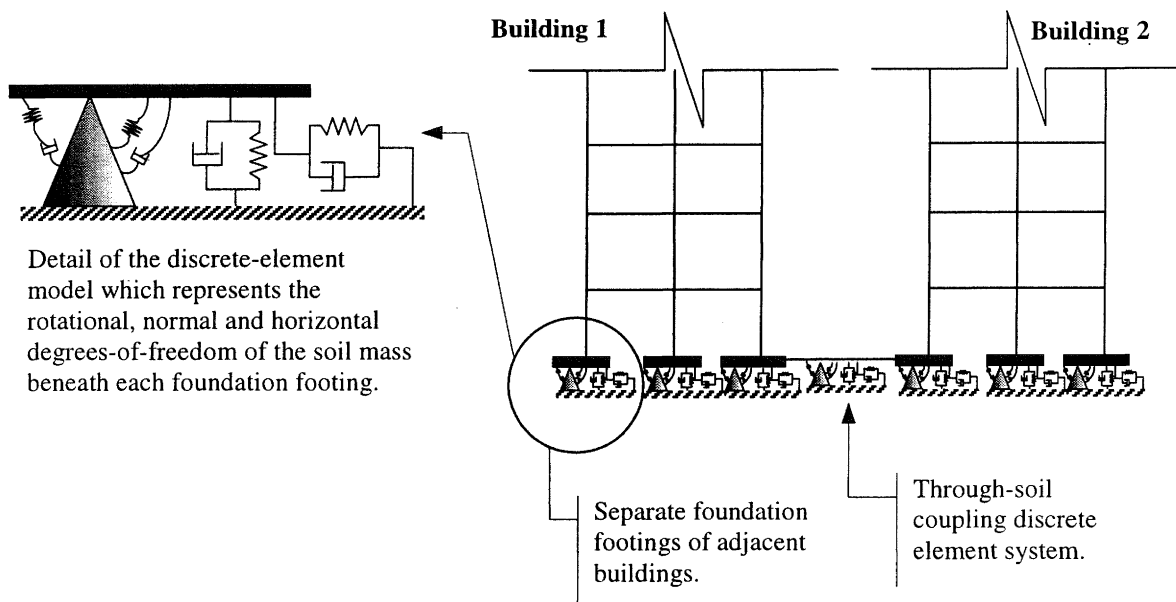 Building 1
Building 2
Detail of the discrete-element
model which represents the
rotational, normal and horizontal
degrees-of-freedom of the soil mass
beneath each foundation footing.
Separate foundation
footings of adjacent
buildings.
Through-soil
coupling discrete
element system.